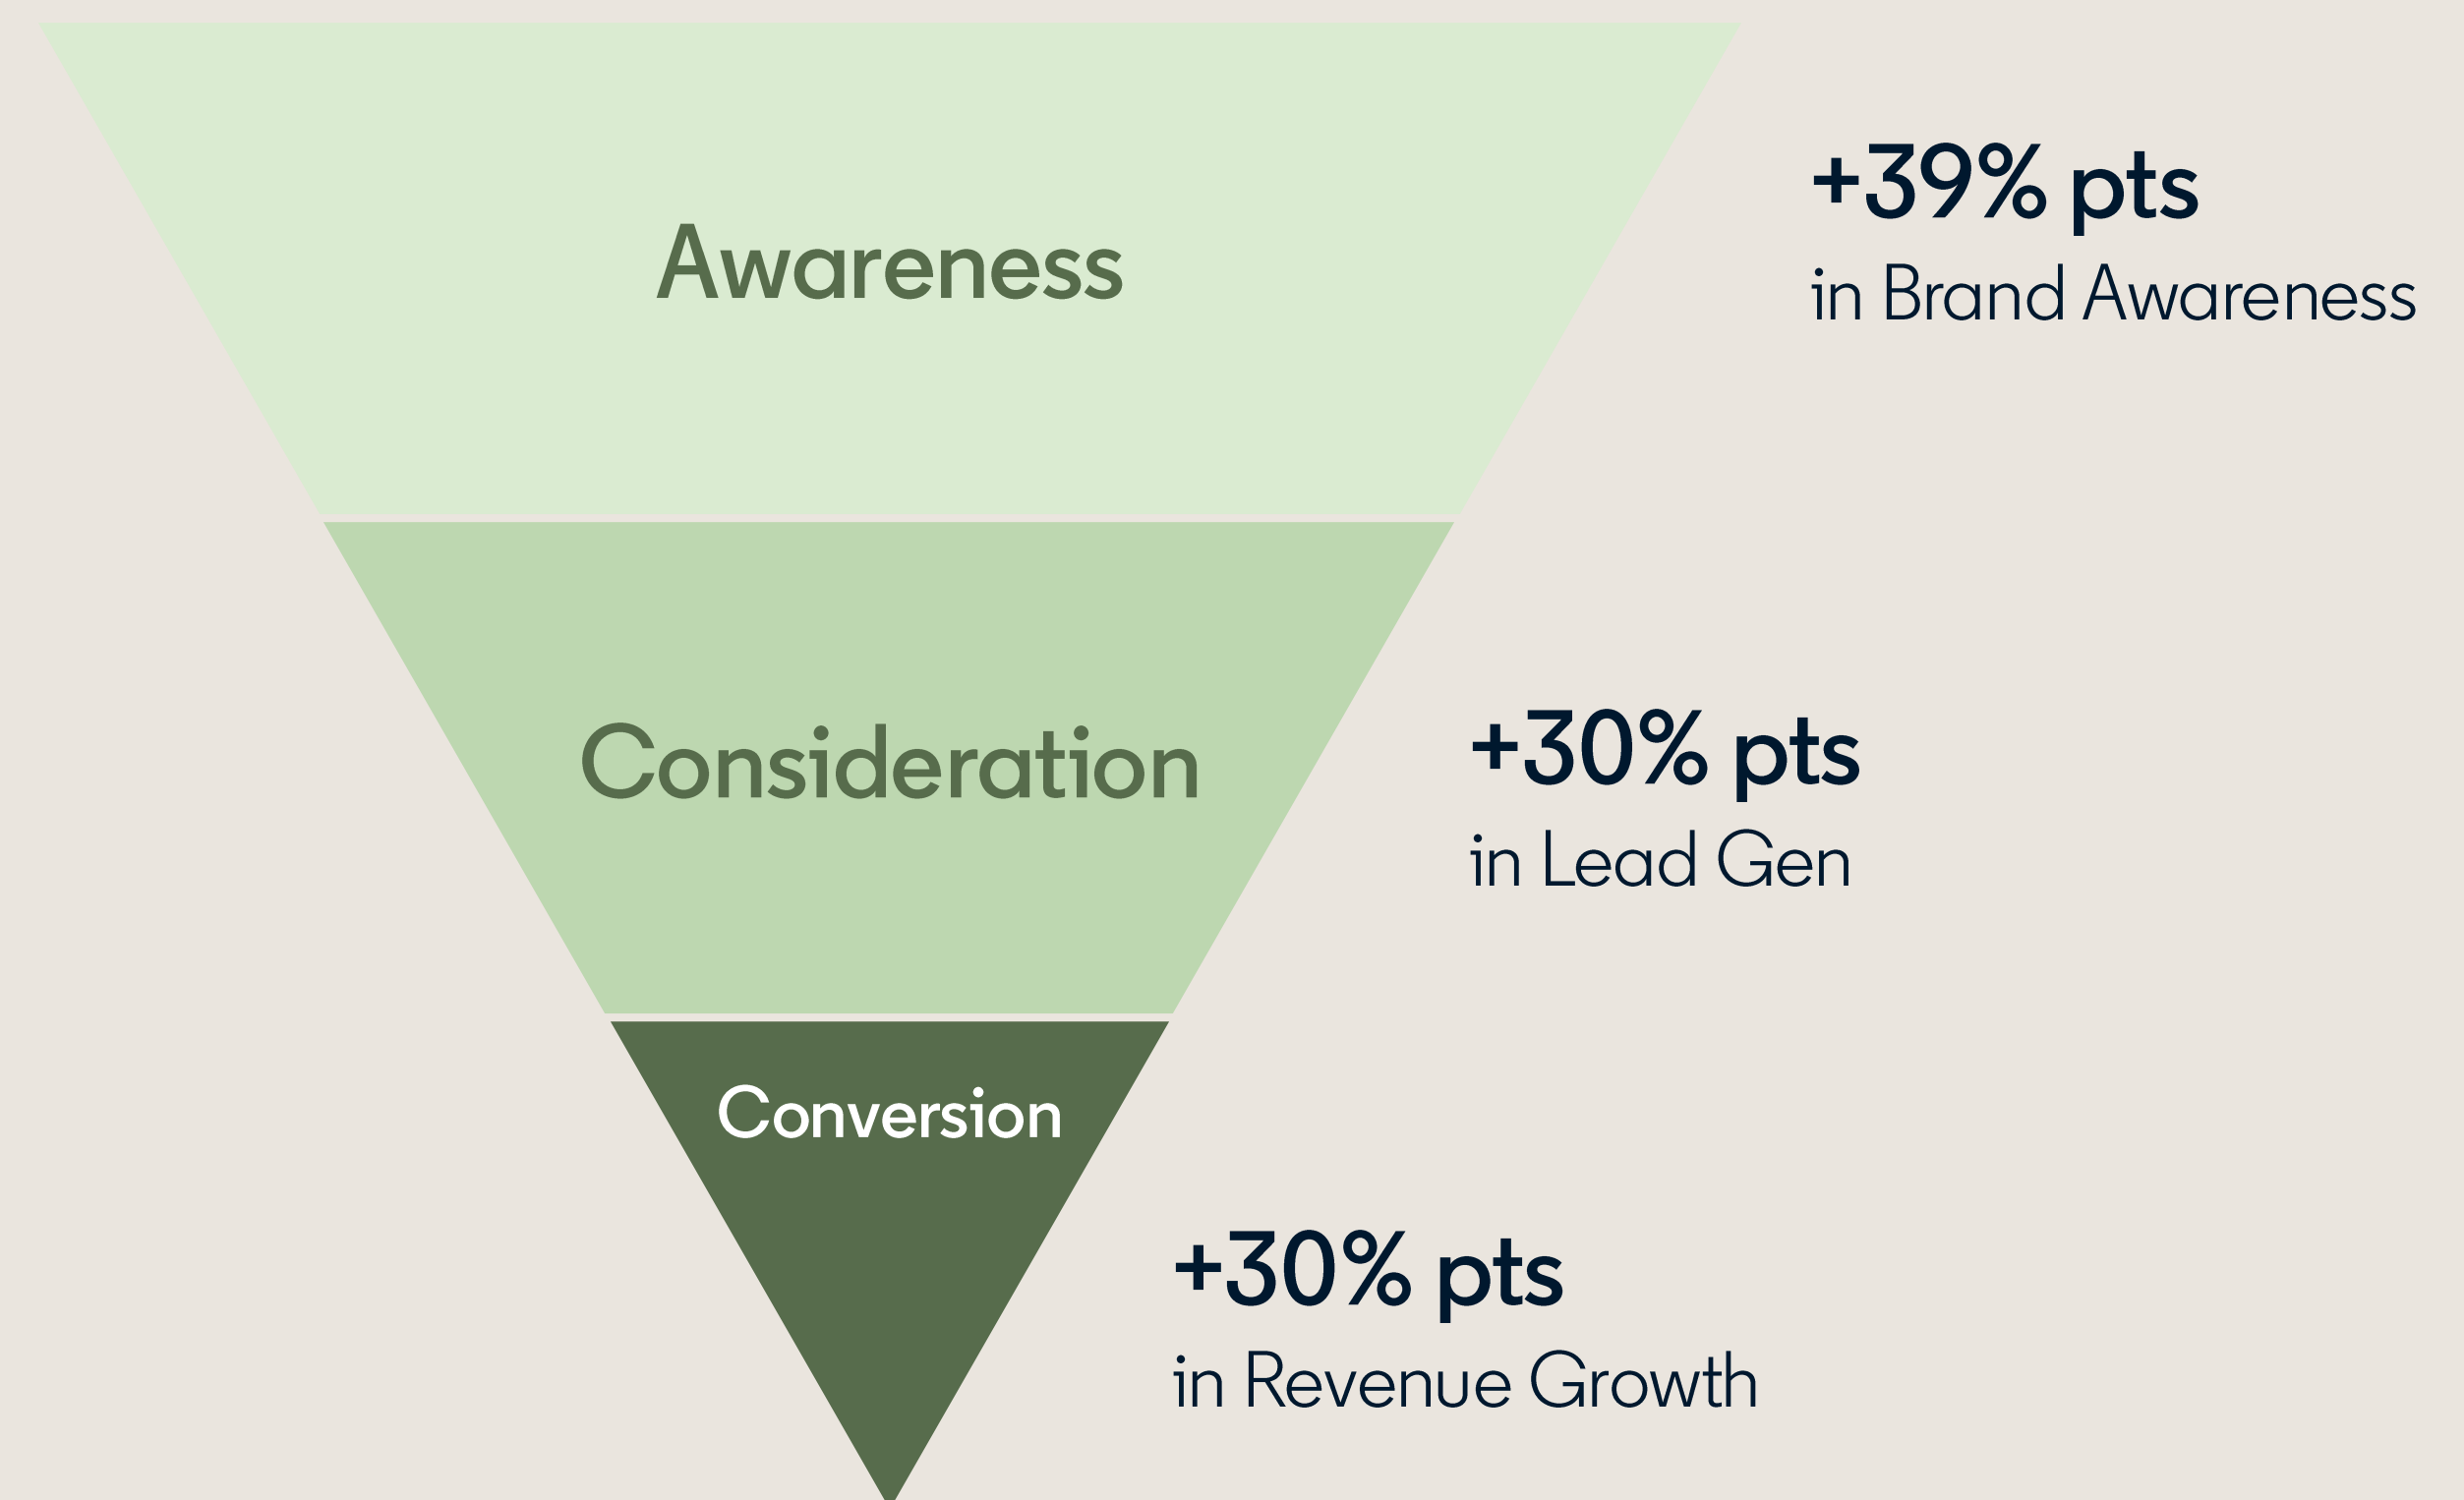 Awareness
+39% pts
in Brand Awareness
Consideration
+30% pts
in Lead Gen
Conversion
+30% pts
in Revenue Growth